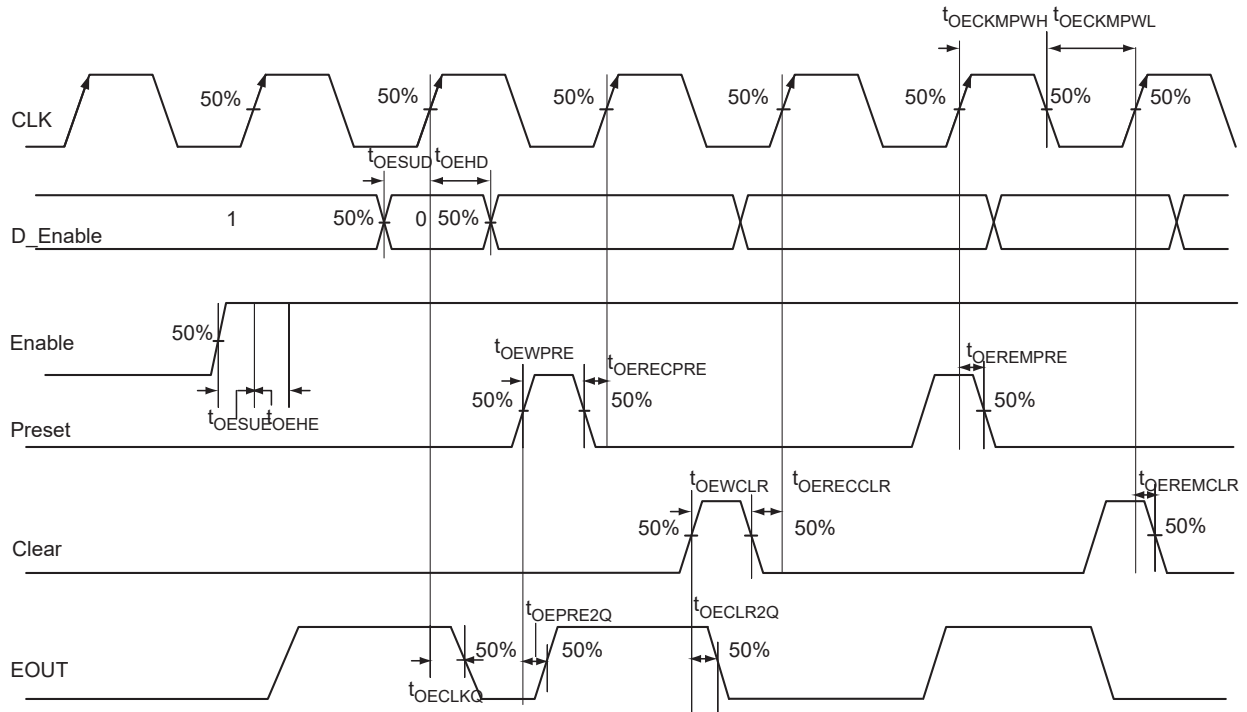 tOECKMPWH tOECKMPWL
CLK 50% 50% 50% 50% 50% 50% 50%
tOESUD tOEHD
D_Enable 1 50% 0 50%
Enable 50%
tOESUE tOEHE
tOEWPRE tOERECPRE tOEREMPRE
Preset 50% 50% 50%
tOEWCLR tOERECCLR tOEREMCLR
Clear 50% 50% 50%
tOEPRE2Q tOECLR2Q
EOUT 50% 50% 50%
tOECLKQ